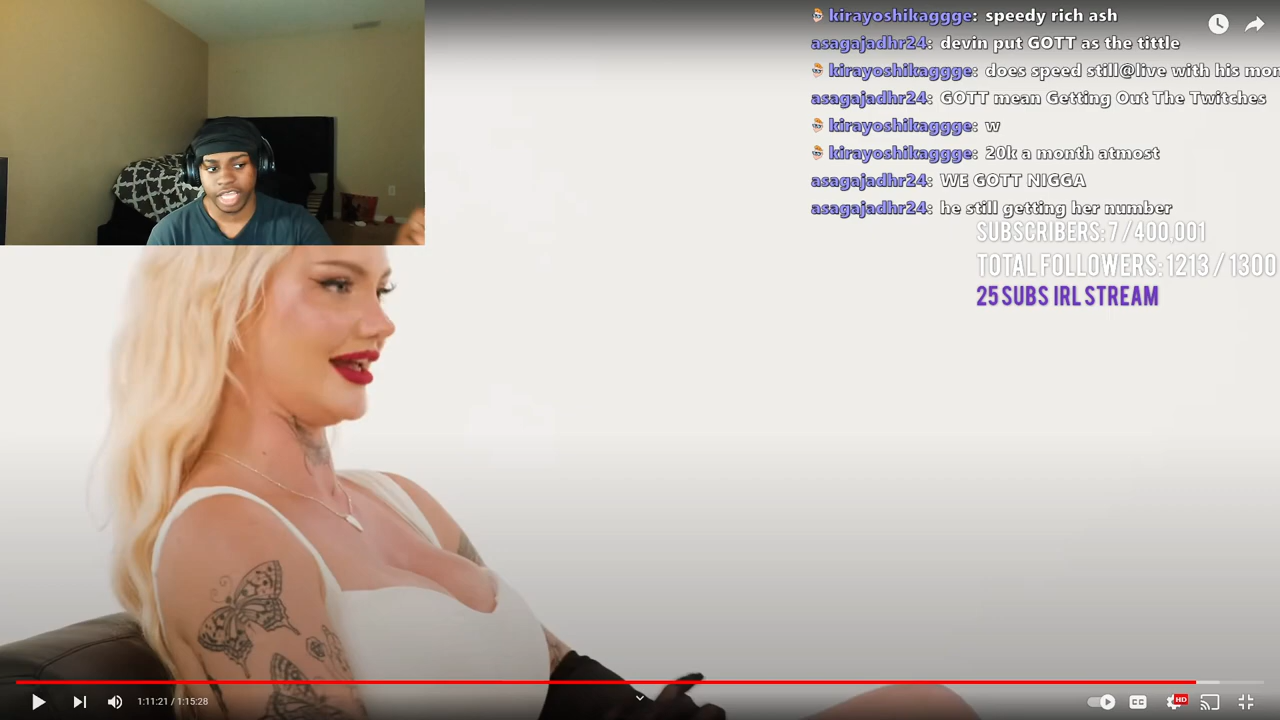 kirayoshikaggge: speedy rich ash
asagajadhr24: devin put GOTT as the tittle
kirayoshikaggge: does speed still@live with his mon
asagajadhr24: GOTT mean Getting Out The Twitches
kirayoshikaggge: w
kirayoshikaggge: 20k a month atmost
asagajadhr24: WE GOTT NIGGA
asagajadhr24: he still getting her number
SUBSCRIBERS: 7 /400,001
TOTAL FOLLOWERS: 1213 / 1300
25 SUBS IRL STREAM
1:11:21 / 1:15:28
CC
HD